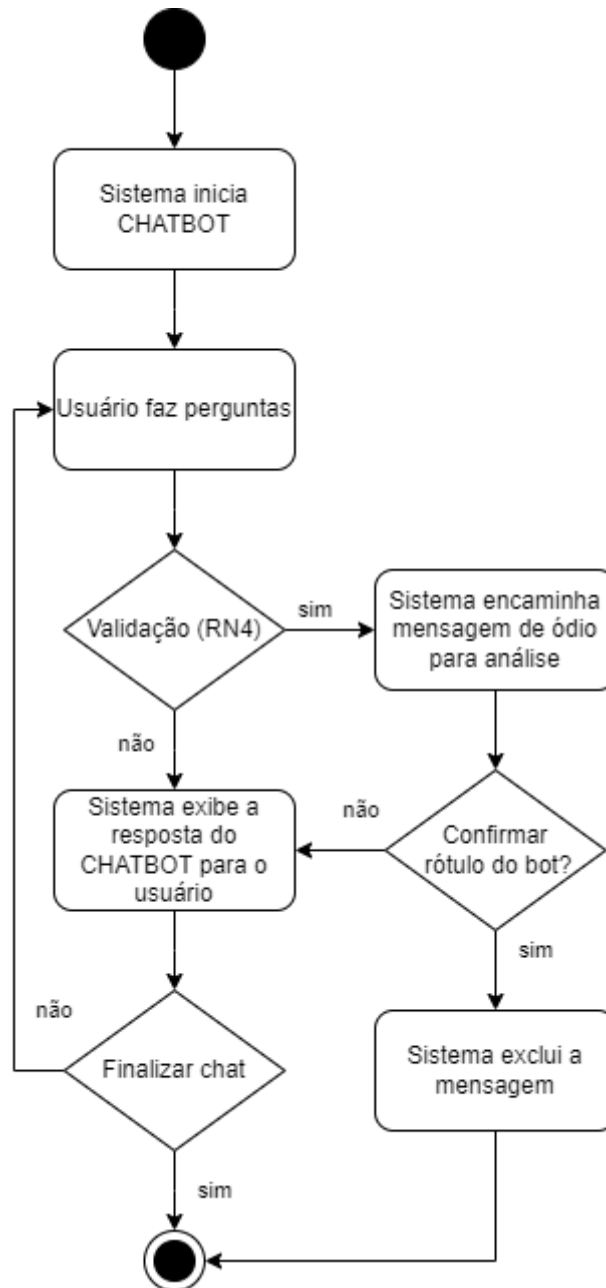 Sistema inicia
CHATBOT
Usuário faz perguntas
Validação (RN4)
sim
Sistema encaminha
mensagem de ódio
para análise
não
Sistema exibe a
resposta do
CHATBOT para o
usuário
não
Confirmar
rótulo do bot?
sim
não
Finalizar chat
Sistema exclui a
mensagem
sim